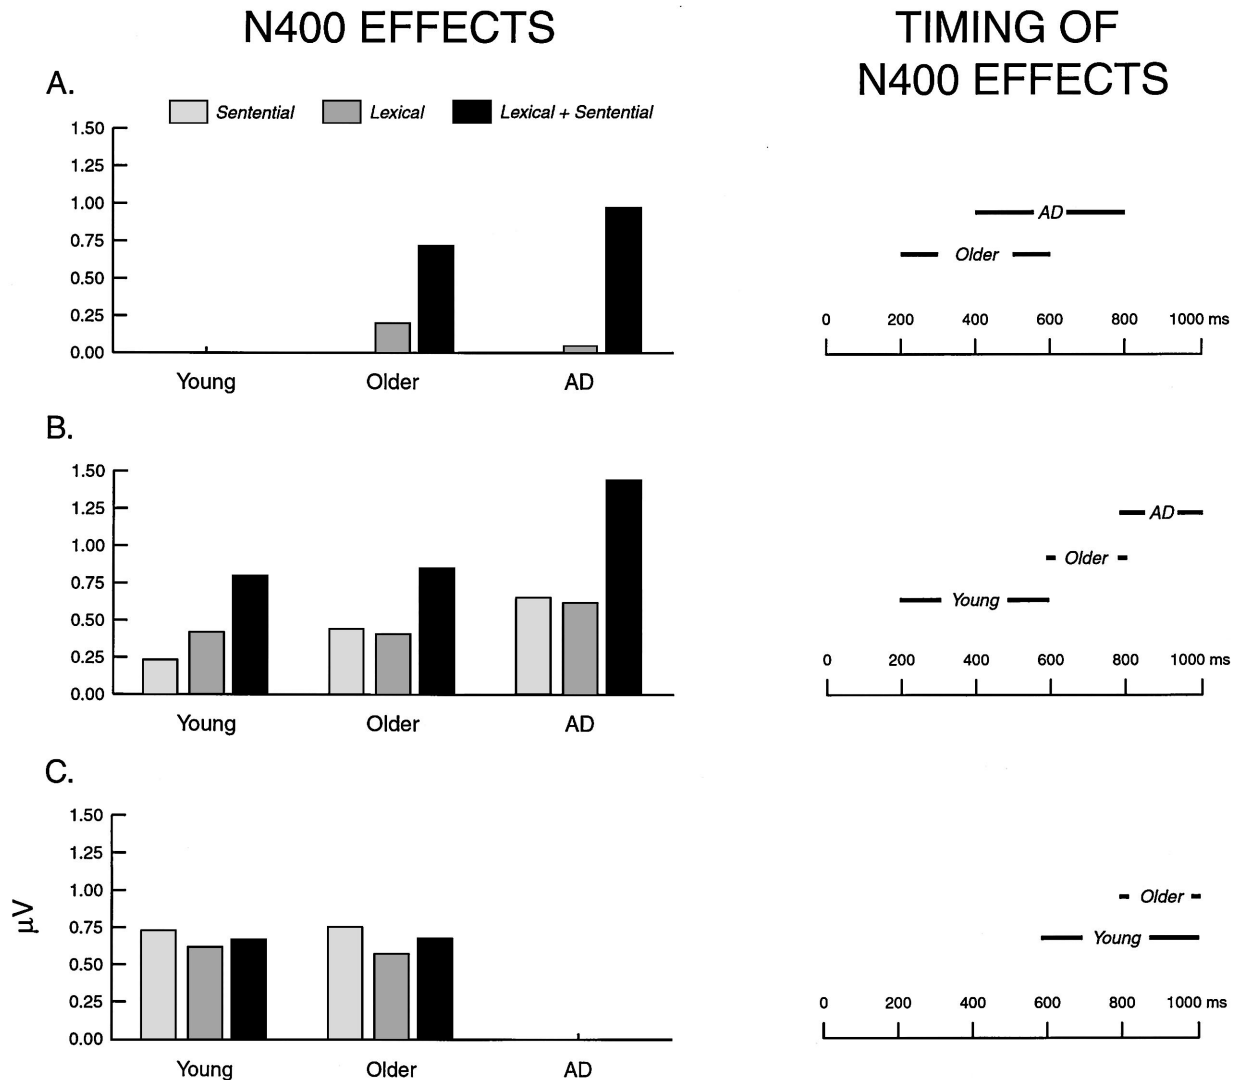 N400 EFFECTS
TIMING OF
N400 EFFECTS
A.
Sentential
Lexical
Lexical + Sentential
1.50
1.25
1.00
0.75
0.50
0.25
0.00
Young
Older
AD
AD
Older
0
200
400
600
800
1000 ms
B.
1.50
1.25
1.00
0.75
0.50
0.25
0.00
Young
Older
AD
AD
Older
Young
0
200
400
600
800
1000 ms
C.
µV
1.50
1.25
1.00
0.75
0.50
0.25
0.00
Young
Older
AD
Older
Young
0
200
400
600
800
1000 ms